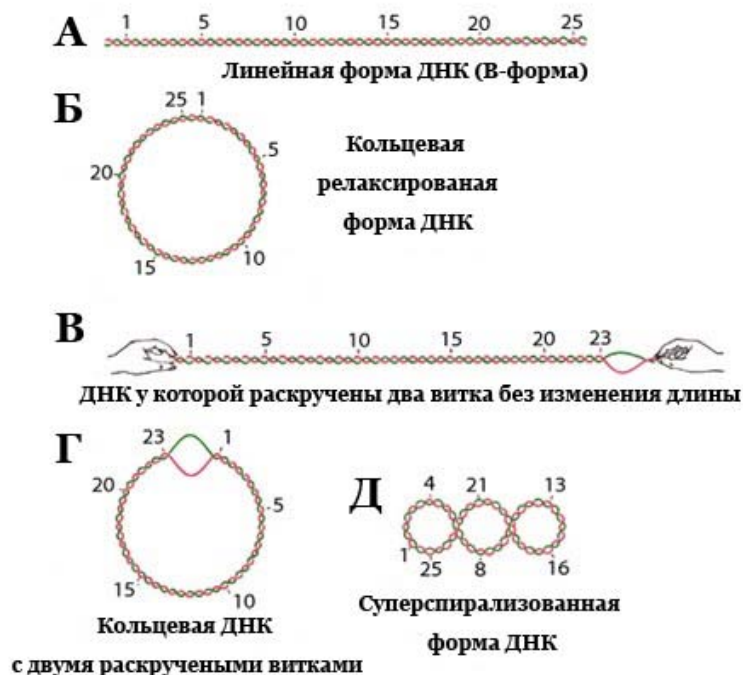 А
1 5 10 15 20 25
Линейная форма ДНК (В-форма)
Б
25 1
5
20
15
10
Кольцевая
релаксированая
форма ДНК
В
1 5 10 15 20 23
ДНК у которой раскручены два витка без изменения длины
Г
23 1
20
5
15
10
Кольцевая ДНК
с двумя раскручеными витками
Д
4 21 13
1
25 8 16
Суперспирализованная
форма ДНК